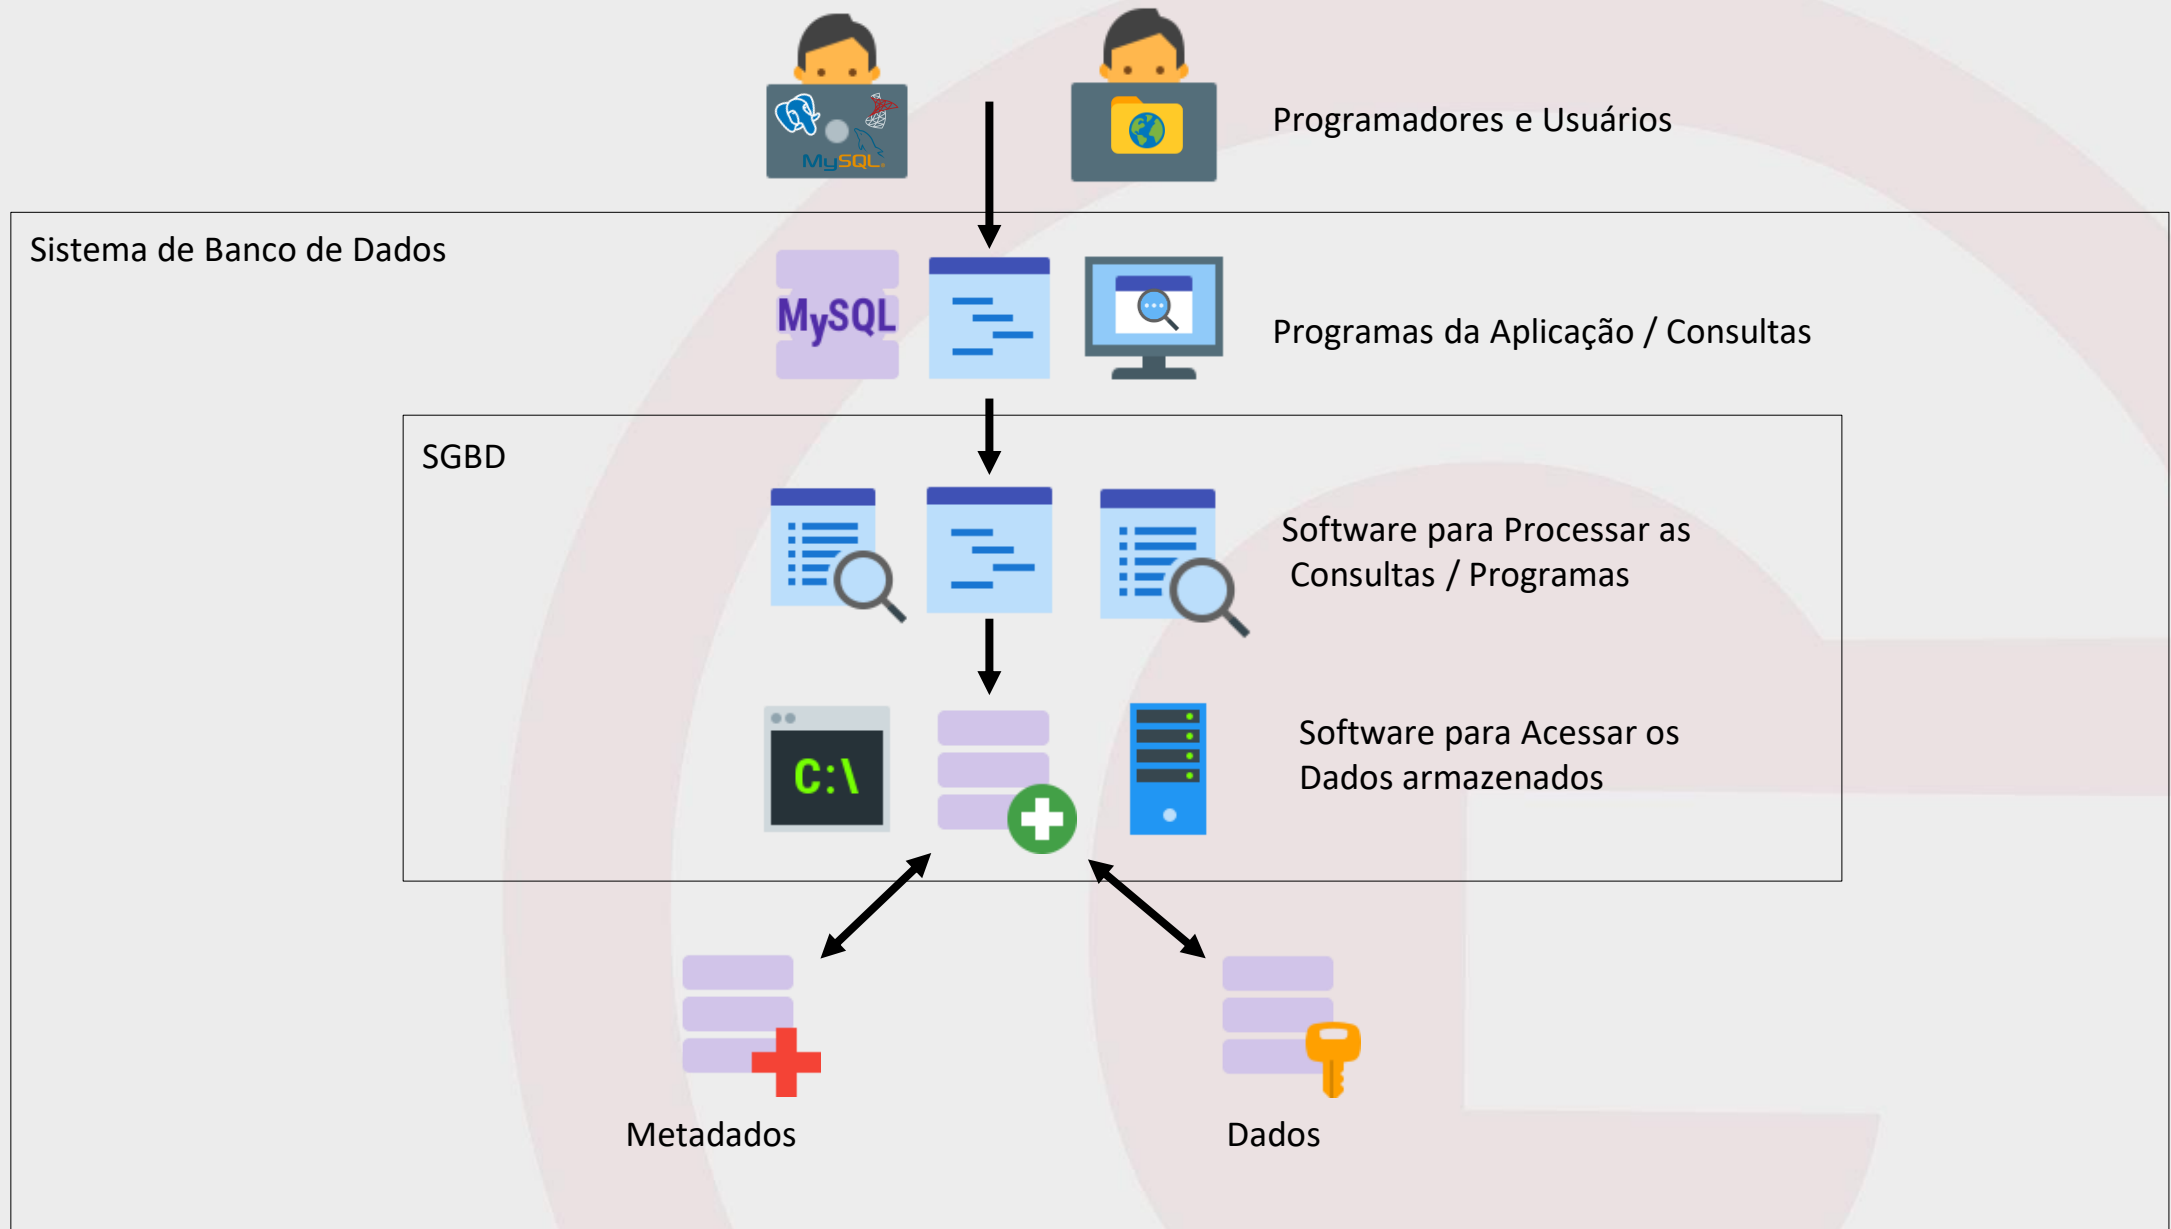 MySQL
Programadores e Usuários
Sistema de Banco de Dados
MySQL
Programas da Aplicação / Consultas
SGBD
Software para Processar as
Consultas / Programas
C:\
Software para Acessar os
Dados armazenados
Metadados
Dados